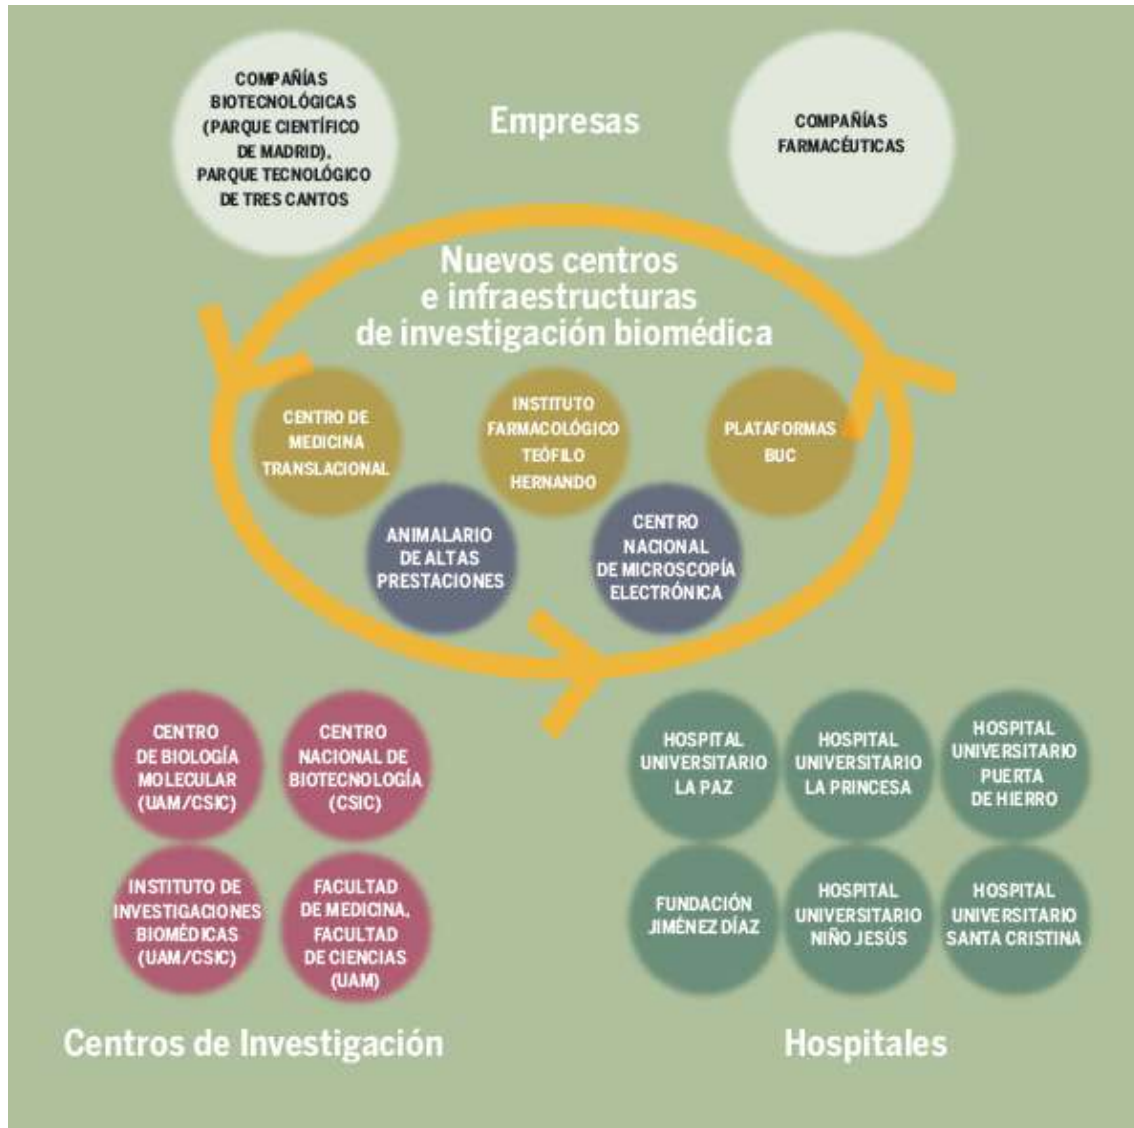 COMPAÑÍAS
BIOTECNOLÓGICAS
(PARQUE CIENTÍFICO
DE MADRID),
PARQUE TECNOLÓGICO
DE TRES CANTOS
Empresas
COMPAÑÍAS
FARMACÉUTICAS
Nuevos centros
e infraestructuras
de investigación biomédica
CENTRO DE
MEDICINA
TRANSLACIONAL
INSTITUTO
FARMACOLÓGICO
TEÓFILO
HERNANDO
PLATAFORMAS
BUC
ANIMALARIO
DE ALTAS
PRESTACIONES
CENTRO
NACIONAL
DE MICROSCOPÍA
ELECTRÓNICA
CENTRO
DE BIOLOGÍA
MOLECULAR
(UAM/CSIC)
CENTRO
NACIONAL DE
BIOTECNOLOGÍA
(CSIC)
INSTITUTO DE
INVESTIGACIONES
BIOMÉDICAS
(UAM/CSIC)
FACULTAD
DE MEDICINA,
FACULTAD
DE CIENCIAS
(UAM)
Centros de Investigación
HOSPITAL
UNIVERSITARIO
LA PAZ
HOSPITAL
UNIVERSITARIO
LA PRINCESA
HOSPITAL
UNIVERSITARIO
PUERTA
DE HIERRO
FUNDACIÓN
JIMÉNEZ DÍAZ
HOSPITAL
UNIVERSITARIO
NIÑO JESÚS
HOSPITAL
UNIVERSITARIO
SANTA CRISTINA
Hospitales